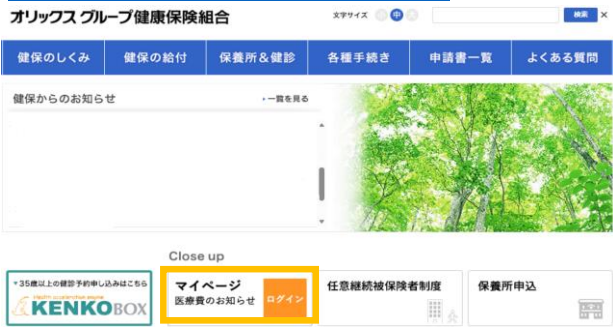 オリックス グループ健康保険組合
文字サイズ 小 中 大
検索
×
健保のしくみ
健保の給付
保養所＆健診
各種手続き
申請書一覧
よくある質問
健保からのお知らせ
一覧を見る
Close up
*35歳以上の健診予約申し込みはこちら
Health accelerative engine
KENKOBOX
マイページ
医療費のお知らせ
ログイン
任意継続被保険者制度
保養所申込